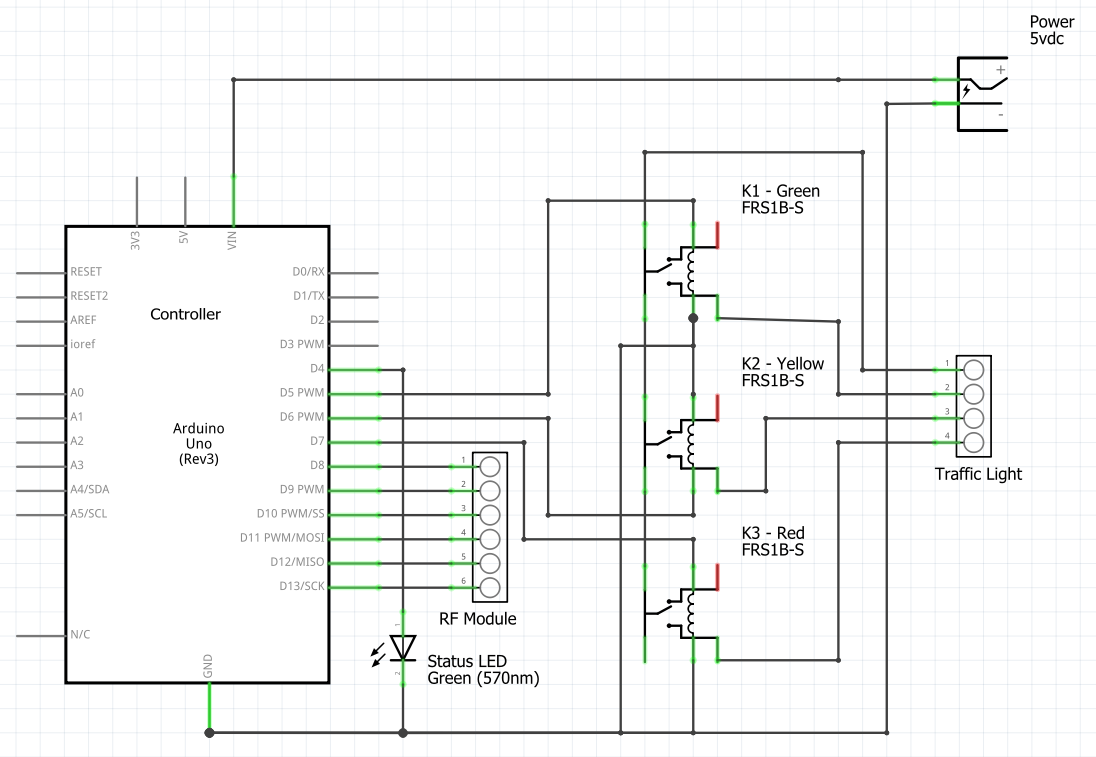 Power
5vdc
+
-
K1 - Green
FRS1B-S
3V3
5V
VIN
RESET
RESET2
AREF
ioref
A0
A1
A2
A3
A4/SDA
A5/SCL
N/C
Controller
Arduino
Uno
(Rev3)
D0/RX
D1/TX
D2
D3 PWM
D4
D5 PWM
D6 PWM
D7
D8
D9 PWM
D10 PWM/SS
D11 PWM/MOSI
D12/MISO
D13/SCK
GND
1
2
3
4
5
6
RF Module
1
2
Status LED
Green (570nm)
K2 - Yellow
FRS1B-S
K3 - Red
FRS1B-S
1
2
3
4
Traffic Light